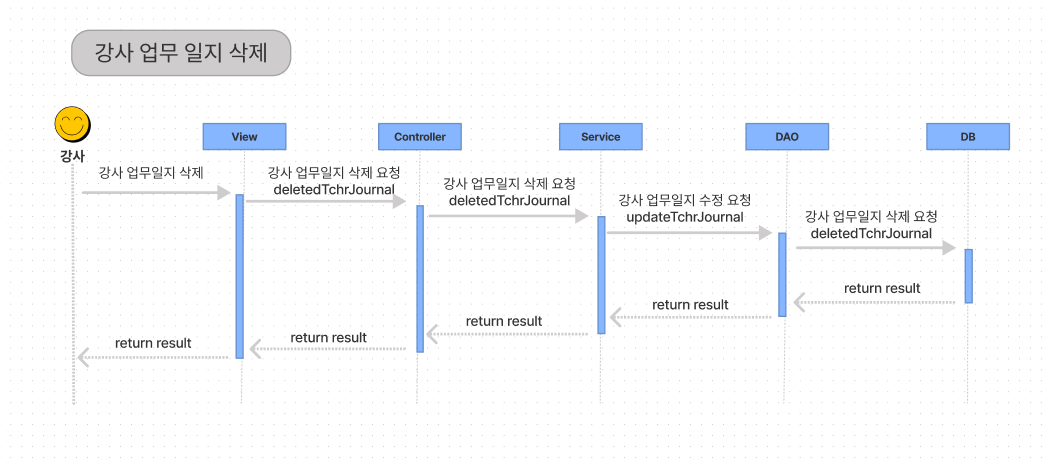 강사 업무 일지 삭제
View
Controller
Service
DAO
DB
강사
강사 업무일지 삭제
강사 업무일지 삭제 요청
deletedTchrJournal
강사 업무일지 삭제 요청
deletedTchrJournal
강사 업무일지 수정 요청
updateTchrJournal
강사 업무일지 삭제 요청
deletedTchrJournal
return result
return result
return result
return result
return result